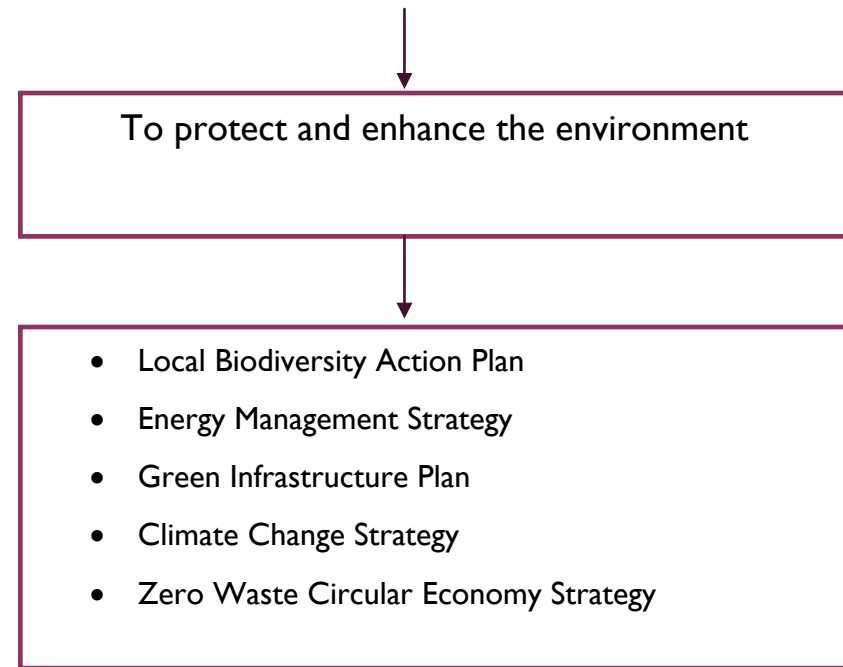 To protect and enhance the environment
• Local Biodiversity Action Plan
• Energy Management Strategy
• Green Infrastructure Plan
• Climate Change Strategy
• Zero Waste Circular Economy Strategy